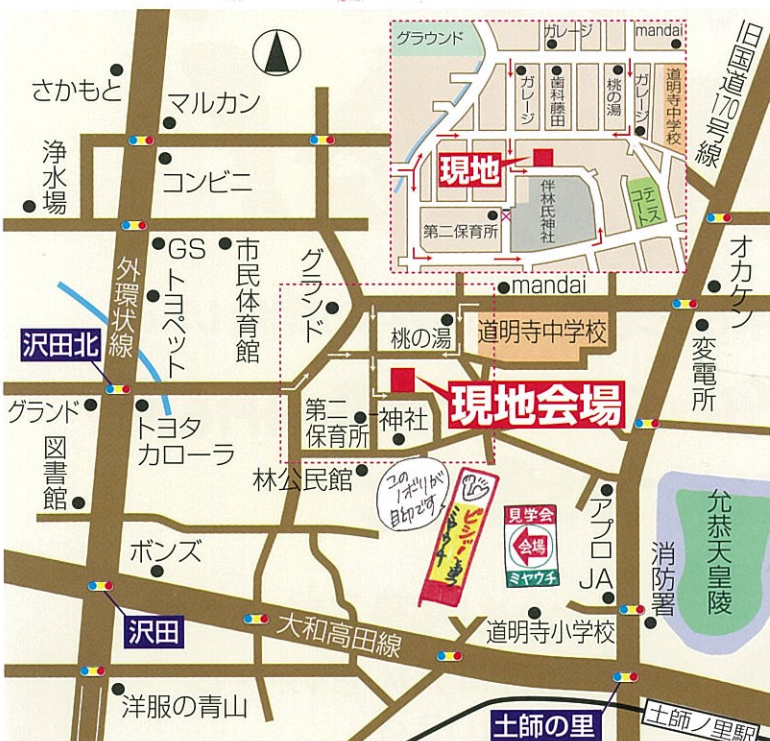 グラウンド
ガレージ
mandai
ガレージ
歯科藤田
桃の湯
ガレージ
道明寺中学校
旧国道170号線
現地
伴林氏神社
第二保育所
テニスコート
さかもと
マルカン
浄水場
コンビニ
GS
トヨペット
市民体育館
グランド
外環状線
mandai
オカケン
桃の湯
道明寺中学校
変電所
沢田北
現地会場
グランド
トヨタ
カローラ
第二
保育所
神社
図書館
林公民館
この
ノボリが
目印です
ミヤウチ
見学会
会場
ミヤウチ
アプロ
JA
消防署
允恭天皇陵
ボンズ
沢田
大和高田線
道明寺小学校
洋服の青山
土師の里
土師ノ里駅